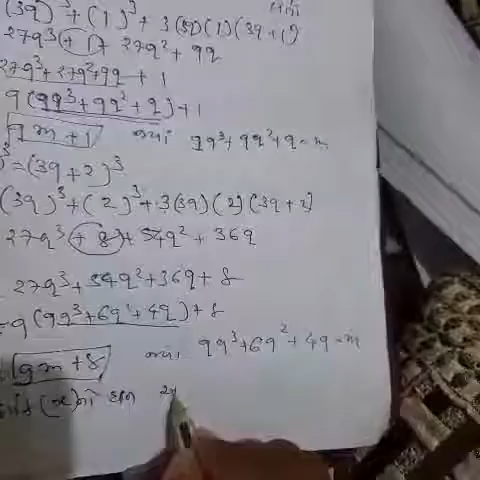 (3q)³ + (1)³ + 3(3q)(1)(3q+1)
27q³ + 1 + 27q² + 9q
27q³ + 27q² + 9q + 1
9(9q³ + 9q² + q) + 1
9m + 1 જ્યાં 9q³ + 9q² + q = m
³ = (3q + 2)³
(3q)³ + (2)³ + 3(3q)(2)(3q + 2)
27q³ + 8 + 54q² + 36q
27q³ + 54q² + 36q + 8
= 9(9q³ + 6q² + 4q) + 8
9m + 8 જ્યાં 9q³ + 6q² + 4q = m
(x)નો ઘન